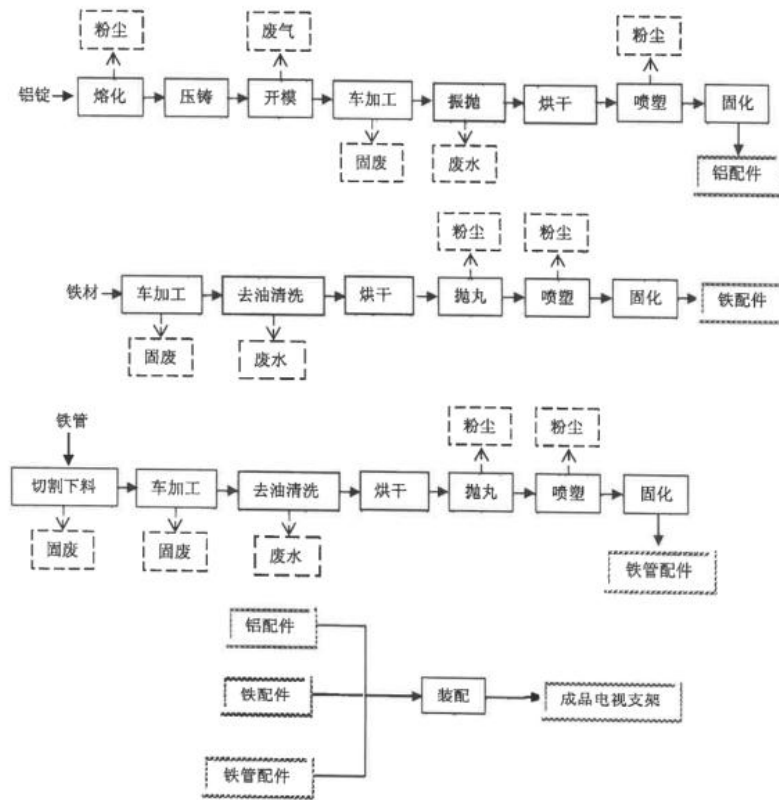 粉尘 废气 粉尘
铝锭 熔化 压铸 开模 车加工 振抛 烘干 喷塑 固化
固废 废水 铝配件
粉尘 粉尘
铁材 车加工 去油清洗 烘干 抛丸 喷塑 固化 铁配件
固废 废水
铁管 粉尘 粉尘
切割下料 车加工 去油清洗 烘干 抛丸 喷塑 固化
固废 固废 废水 铁管配件
铝配件
铁配件 装配 成品电视支架
铁管配件